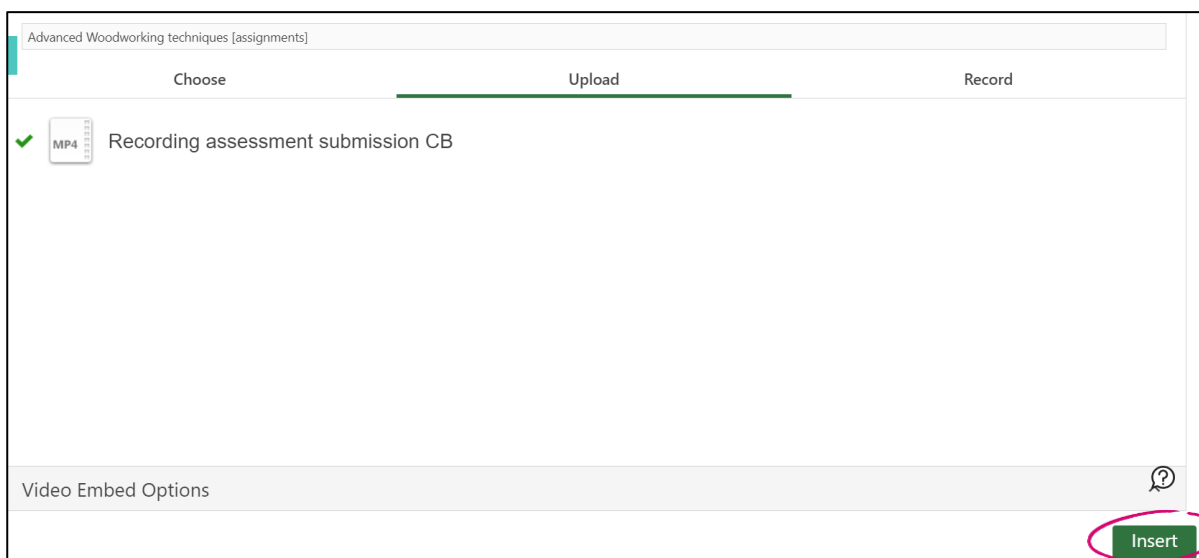 Advanced Woodworking techniques [assignments]
Choose Upload Record
MP4 Recording assessment submission CB
Video Embed Options
?
Insert